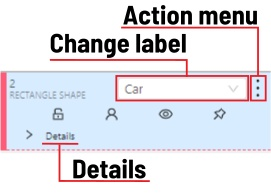 Action menu
Change label
2
RECTANGLE SHAPE
Car
Details
Details